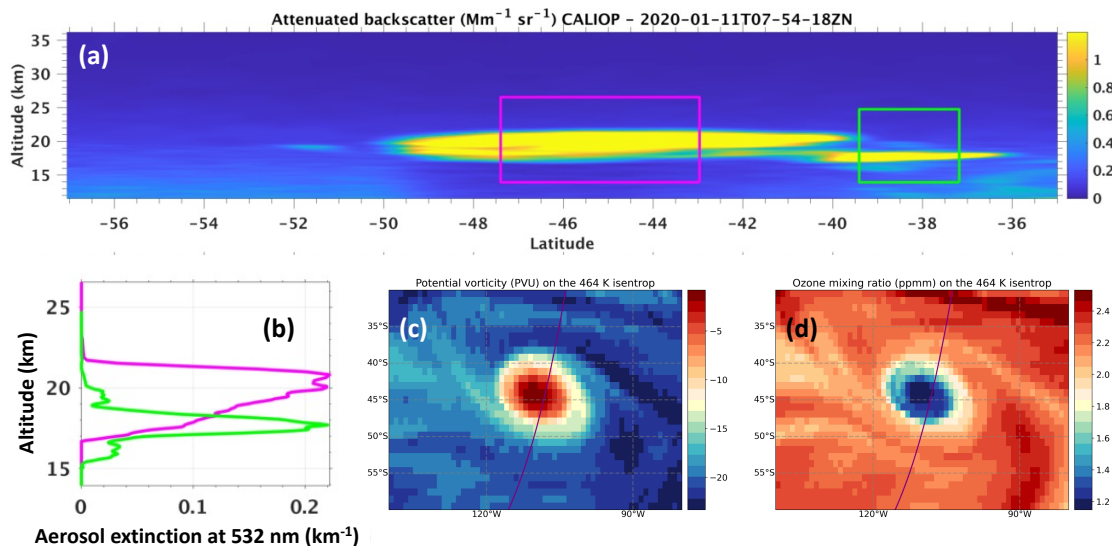 Attenuated backscatter (Mm⁻¹ sr⁻¹) CALIOP – 2020-01-11T07-54-18ZN
(a)
Altitude (km)
35
30
25
20
15
1
0.8
0.6
0.4
0.2
0
−56 −54 −52 −50 −48 −46 −44 −42 −40 −38 −36
Latitude
(b)
Altitude (km)
25
20
15
0 0.1 0.2
Aerosol extinction at 532 nm (km⁻¹)
Potential vorticity (PVU) on the 464 K isentrop
(c)
35°S
40°S
45°S
50°S
55°S
120°W 90°W
−5
−10
−15
−20
Ozone mixing ratio (ppmm) on the 464 K isentrop
(d)
35°S
40°S
45°S
50°S
55°S
120°W 90°W
2.4
2.2
2.0
1.8
1.6
1.4
1.2